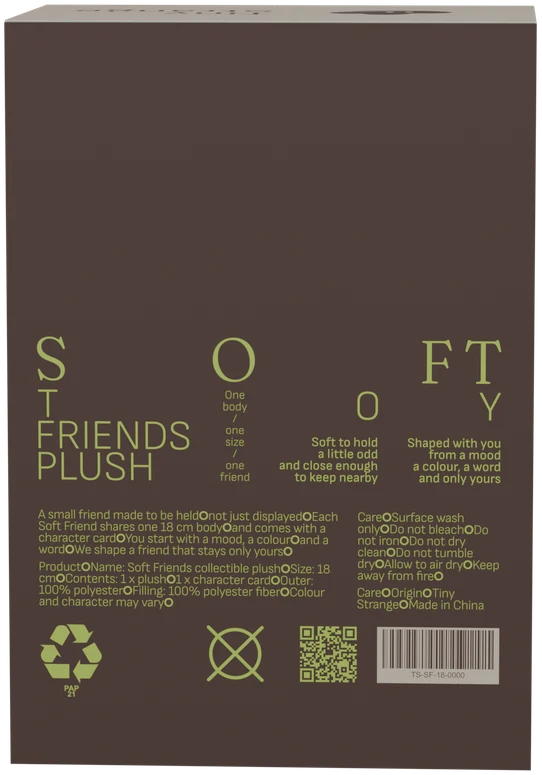 S O FT
T O Y
FRIENDS
PLUSH
One
body
/
one
size
/
one
friend
Soft to hold
a little odd
and close enough
to keep nearby
Shaped with you
from a mood
a colour, a word
and only yours
A small friend made to be heldOnot just displayedOEach
Soft Friend shares one 18 cm bodyOand comes with a
character cardOYou start with a mood, a colourOand a
wordOWe shape a friend that stays only yoursO
ProductOName: Soft Friends collectible plushOSize: 18
cmOContents: 1 x plushO1 x character cardOOuter:
100% polyesterOFilling: 100% polyester fiberOColour
and character may varyO
CareOSurface wash
onlyODo not bleachODo
not ironODo not dry
cleanODo not tumble
dryOAllow to air dryOKeep
away from fireO
CareOOriginOTiny
StrangeOMade in China
PAP
21
TS-SF-18-0000